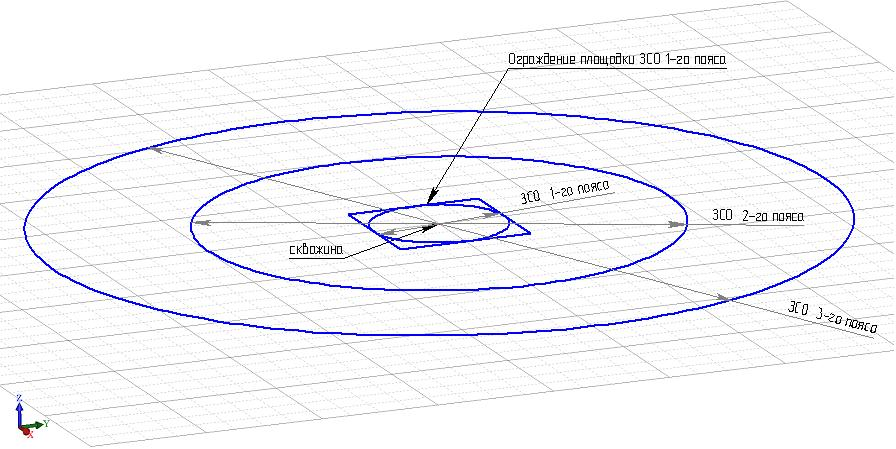 Ограждение площадки ЗСО 1-го пояса
ЗСО 1-го пояса
ЗСО 2-го пояса
скважина
ЗСО 3-го пояса
Z
Y
X